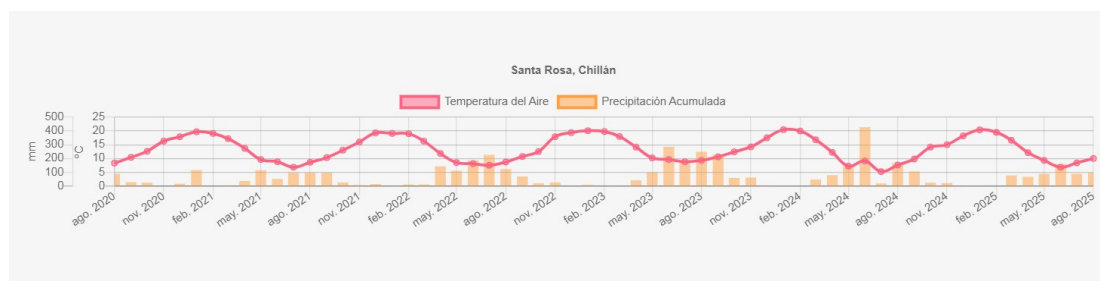 Santa Rosa, Chillán
Temperatura del Aire
Precipitación Acumulada
500
400
300
200
100
0
mm
25
20
15
10
5
0
°C
ago. 2020
nov. 2020
feb. 2021
may. 2021
ago. 2021
nov. 2021
feb. 2022
may. 2022
ago. 2022
nov. 2022
feb. 2023
may. 2023
ago. 2023
nov. 2023
feb. 2024
may. 2024
ago. 2024
nov. 2024
feb. 2025
may. 2025
ago. 2025